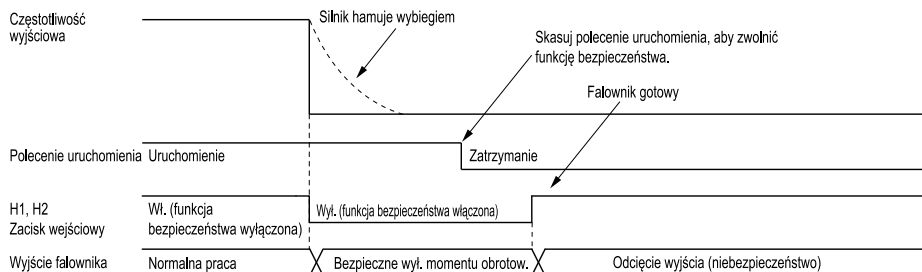 Częstotliwość
wyjściowa
Silnik hamuje wybiegiem
Skasuj polecenie uruchomienia, aby zwolnić
funkcję bezpieczeństwa.
Falownik gotowy
Polecenie uruchomienia
Uruchomienie
Zatrzymanie
H1, H2
Zacisk wejściowy
Wł. (funkcja
bezpieczeństwa wyłączona)
Wył. (funkcja bezpieczeństwa włączona)
Wyjście falownika
Normalna praca
Bezpieczne wył. momentu obrotow.
Odcięcie wyjścia (niebezpieczeństwo)